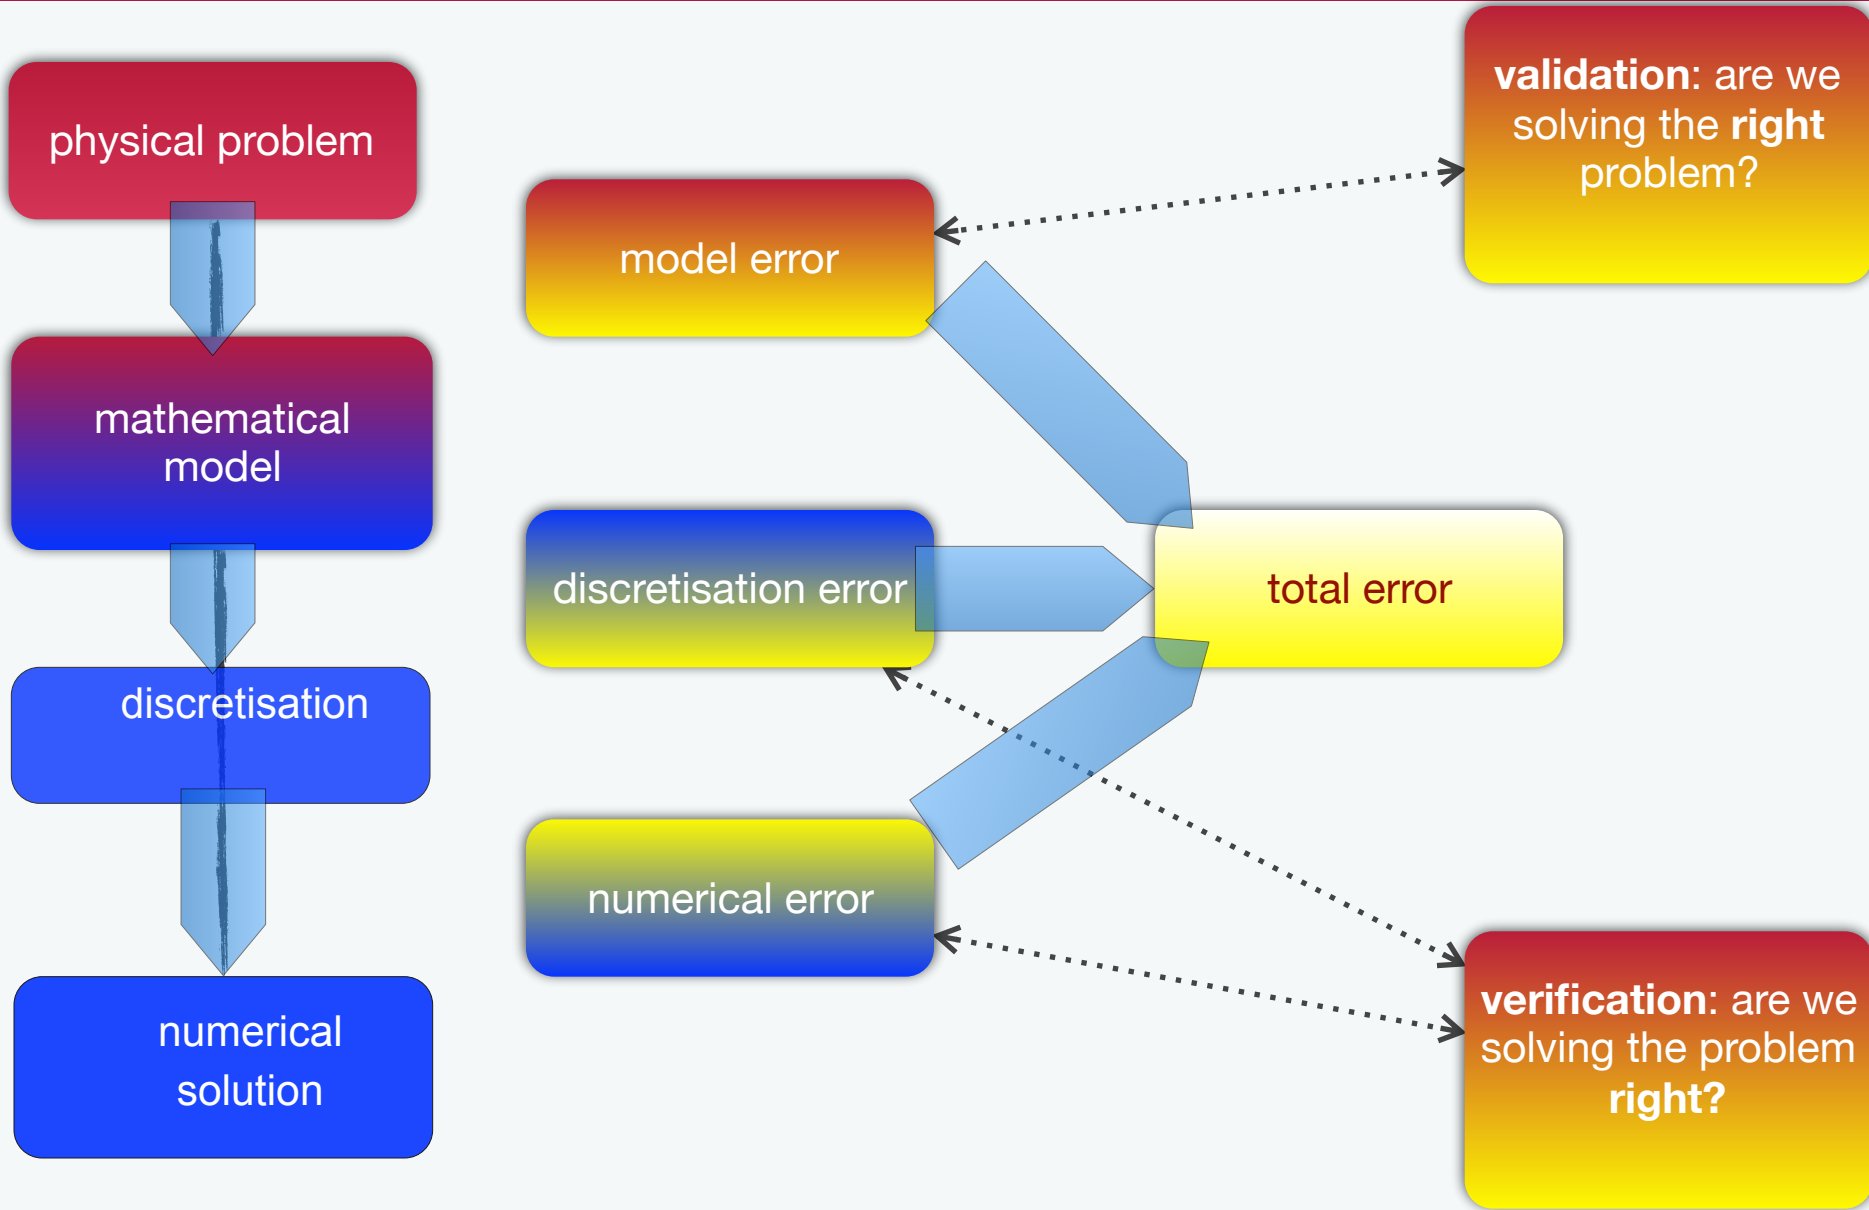 physical problem
mathematical
model
discretisation
numerical
solution
model error
discretisation error
numerical error
total error
validation: are we
solving the right
problem?
verification: are we
solving the problem
right?